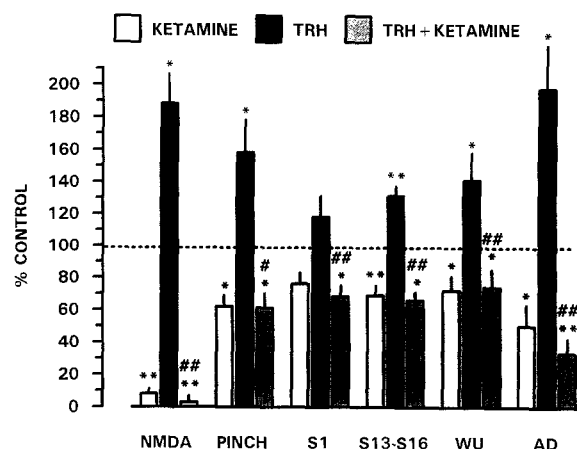 KETAMINE TRH TRH + KETAMINE
% CONTROL
200
180
160
140
120
100
80
60
40
20
0
* * * * * * *
* * * * * *
# ## ## ## ## ##
* * * * * * * * * *
NMDA PINCH S1 S13-S16 WU AD